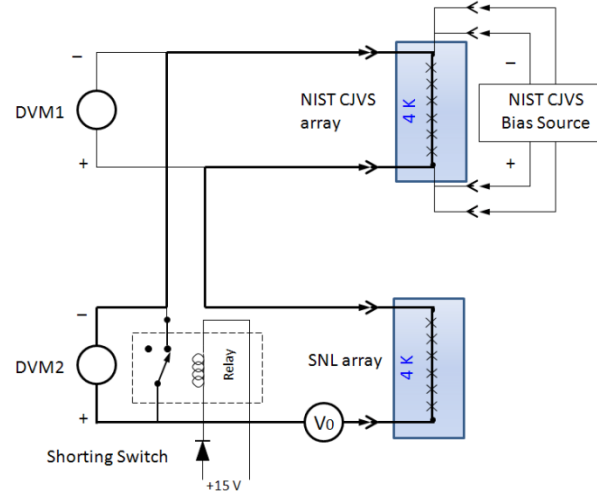 −
DVM1
+
NIST CJVS
array
4 K
−
NIST CJVS
Bias Source
+
−
DVM2
+
Relay
SNL array
4 K
V0
Shorting Switch
+15 V